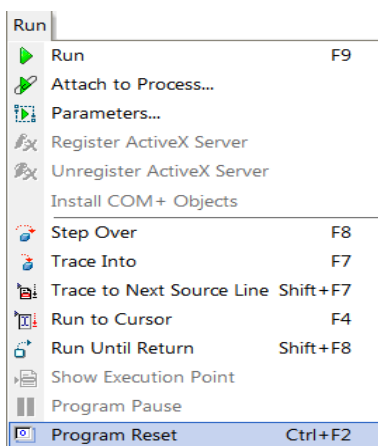 Run
Run F9
Attach to Process...
Parameters...
Register ActiveX Server
Unregister ActiveX Server
Install COM+ Objects
Step Over F8
Trace Into F7
Trace to Next Source Line Shift+F7
Run to Cursor F4
Run Until Return Shift+F8
Show Execution Point
Program Pause
Program Reset Ctrl+F2